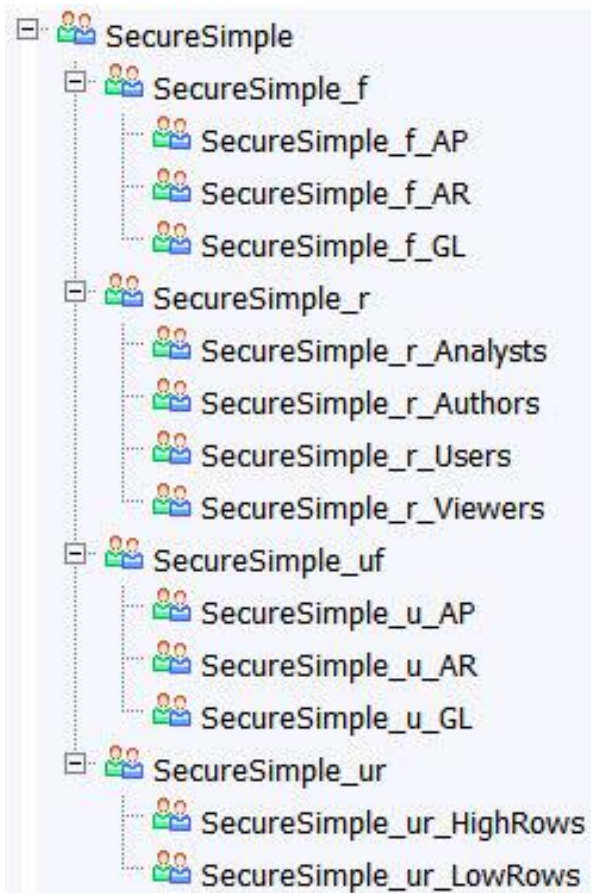 SecureSimple
SecureSimple_f
SecureSimple_f_AP
SecureSimple_f_AR
SecureSimple_f_GL
SecureSimple_r
SecureSimple_r_Analysts
SecureSimple_r_Authors
SecureSimple_r_Users
SecureSimple_r_Viewers
SecureSimple_uf
SecureSimple_u_AP
SecureSimple_u_AR
SecureSimple_u_GL
SecureSimple_ur
SecureSimple_ur_HighRows
SecureSimple_ur_LowRows